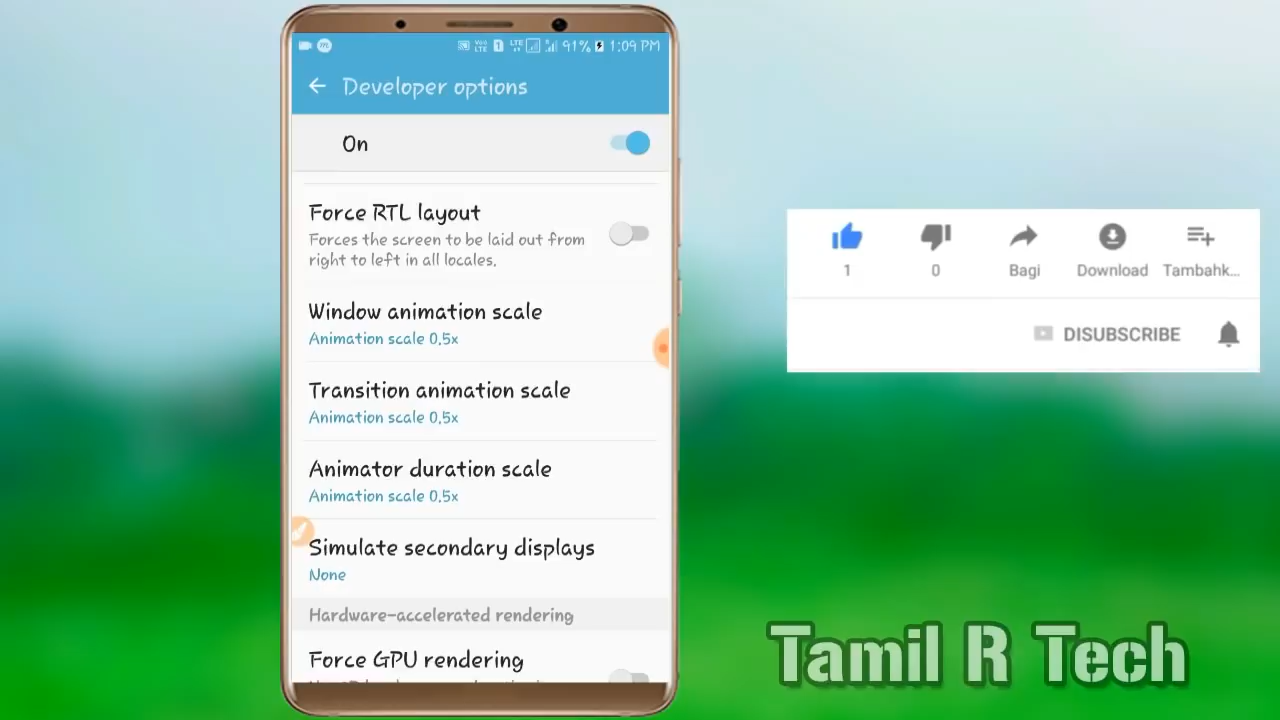 91% 1:09 PM
Developer options
On
Force RTL layout
Forces the screen to be laid out from
right to left in all locales.
Window animation scale
Animation scale 0.5x
Transition animation scale
Animation scale 0.5x
Animator duration scale
Animation scale 0.5x
Simulate secondary displays
None
Hardware-accelerated rendering
Force GPU rendering
1 0 Bagi Download Tambahk...
DISUBSCRIBE
Tamil R Tech